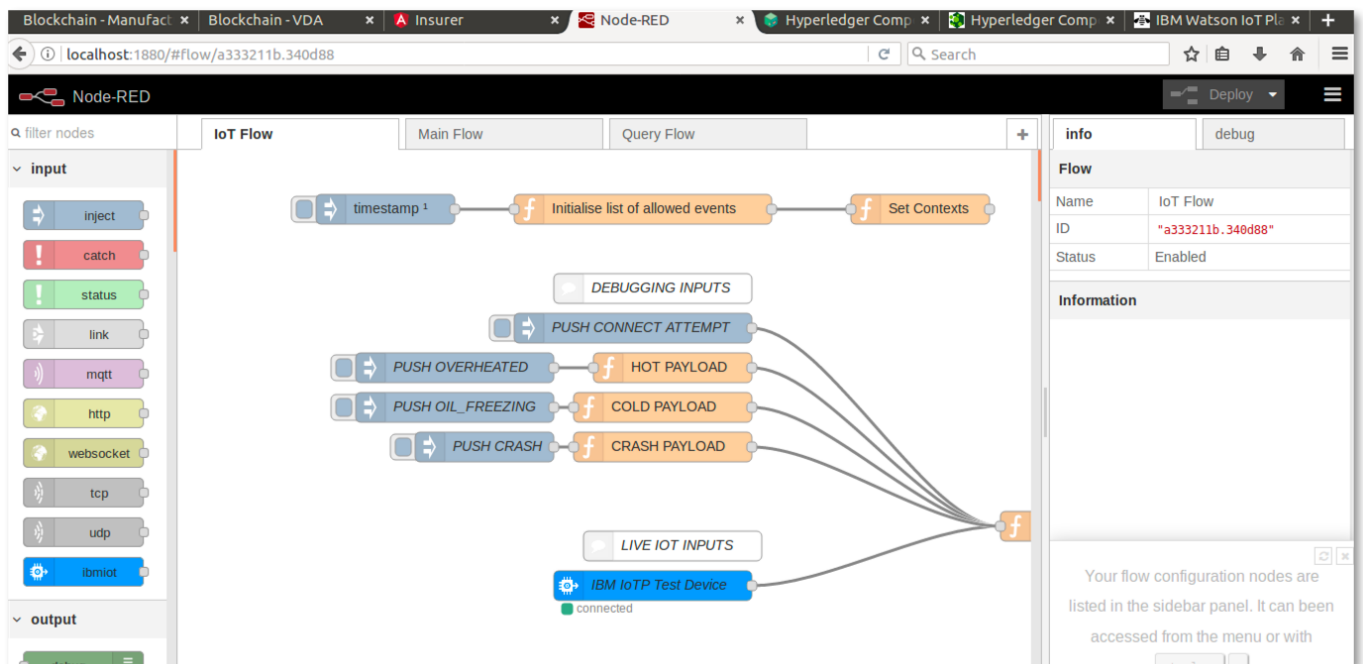 Blockchain - Manufact × Blockchain - VDA × Insurer × Node-RED × Hyperledger Comp × Hyperledger Comp × IBM Watson IoT Pla × +
localhost:1880/#flow/a333211b.340d88 Search
Node-RED Deploy
filter nodes IoT Flow Main Flow Query Flow + info debug
input
Flow
Name IoT Flow
ID "a333211b.340d88"
Status Enabled
Information
inject
catch
status
link
mqtt
http
websocket
tcp
udp
ibmiot
output
timestamp ¹ Initialise list of allowed events Set Contexts
DEBUGGING INPUTS
PUSH CONNECT ATTEMPT
PUSH OVERHEATED HOT PAYLOAD
PUSH OIL_FREEZING COLD PAYLOAD
PUSH CRASH CRASH PAYLOAD
LIVE IOT INPUTS
IBM IoTP Test Device
connected
Your flow configuration nodes are
listed in the sidebar panel. It can been
accessed from the menu or with